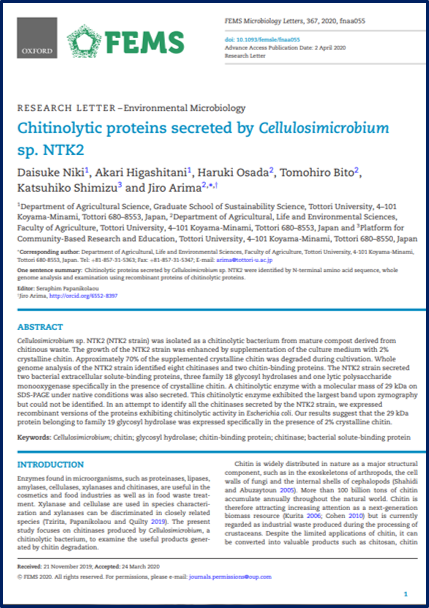 OXFORD
FEMS
FEMS Microbiology Letters, 367, 2020, fnaa055
doi: 10.1093/femsle/fnaa055
Advance Access Publication Date: 2 April 2020
Research Letter
RESEARCH LETTER – Environmental Microbiology
Chitinolytic proteins secreted by Cellulosimicrobium
sp. NTK2
Daisuke Niki1, Akari Higashitani1, Haruki Osada2, Tomohiro Bito2,
Katsuhiko Shimizu3 and Jiro Arima2,*,†
1Department of Agricultural Science, Graduate School of Sustainability Science, Tottori University, 4–101
Koyama-Minami, Tottori 680–8553, Japan, 2Department of Agricultural, Life and Environmental Sciences,
Faculty of Agriculture, Tottori University, 4–101 Koyama-Minami, Tottori 680–8553, Japan and 3Platform for
Community-Based Research and Education, Tottori University, 4–101 Koyama-Minami, Tottori 680–8550, Japan
*Corresponding author: Department of Agricultural, Life and Environmental Sciences, Faculty of Agriculture, Tottori University, 4-101 Koyama-Minami,
Tottori 680-8553, Japan. Tel: +81-857-31-5363; Fax: +81-857-31-5347; E-mail: arima@tottori-u.ac.jp
One sentence summary: Chitinolytic proteins secreted by Cellulosimicrobium sp. NTK2 were identified by N-terminal amino acid sequence, whole
genome analysis and examination using recombinant proteins of chitinolytic proteins.
Editor: Seraphim Papanikolaou
†Jiro Arima, http://orcid.org/6552-8397
ABSTRACT
Cellulosimicrobium sp. NTK2 (NTK2 strain) was isolated as a chitinolytic bacterium from mature compost derived from
chitinous waste. The growth of the NTK2 strain was enhanced by supplementation of the culture medium with 2%
crystalline chitin. Approximately 70% of the supplemented crystalline chitin was degraded during cultivation. Whole
genome analysis of the NTK2 strain identified eight chitinases and two chitin-binding proteins. The NTK2 strain secreted
two bacterial extracellular solute-binding proteins, three family 18 glycosyl hydrolases and one lytic polysaccharide
monooxygenase specifically in the presence of crystalline chitin. A chitinolytic enzyme with a molecular mass of 29 kDa on
SDS-PAGE under native conditions was also secreted. This chitinolytic enzyme exhibited the largest band upon zymography
but could not be identified. In an attempt to identify all the chitinases secreted by the NTK2 strain, we expressed
recombinant versions of the proteins exhibiting chitinolytic activity in Escherichia coli. Our results suggest that the 29 kDa
protein belonging to family 19 glycosyl hydrolase was expressed specifically in the presence of 2% crystalline chitin.
Keywords: Cellulosimicrobium; chitin; glycosyl hydrolase; chitin-binding protein; chitinase; bacterial solute-binding protein
INTRODUCTION
Enzymes found in microorganisms, such as proteinases, lipases,
amylases, cellulases, xylanases and chitinases, are useful in the
cosmetics and food industries as well as in food waste treat-
ment. Xylanase and cellulase are used in species characteri-
zation and xylanases can be discriminated in closely related
species (Tzirita, Papanikolaou and Quilty 2019). The present
study focuses on chitinases produced by Cellulosimicrobium, a
chitinolytic bacterium, to examine the useful products gener-
ated by chitin degradation.
Chitin is widely distributed in nature as a major structural
component, such as in the exoskeletons of arthropods, the cell
walls of fungi and the internal shells of cephalopods (Shahidi
and Abuzaytoun 2005). More than 100 billion tons of chitin
accumulate annually throughout the natural world. Chitin is
therefore attracting increasing attention as a next-generation
biomass resource (Kurita 2006; Cohen 2010) but is currently
regarded as industrial waste produced during the processing of
crustaceans. Despite the limited applications of chitin, it can
be converted into valuable products such as chitosan, chitin
Received: 21 November 2019; Accepted: 24 March 2020
© FEMS 2020. All rights reserved. For permissions, please e-mail: journals.permissions@oup.com
1